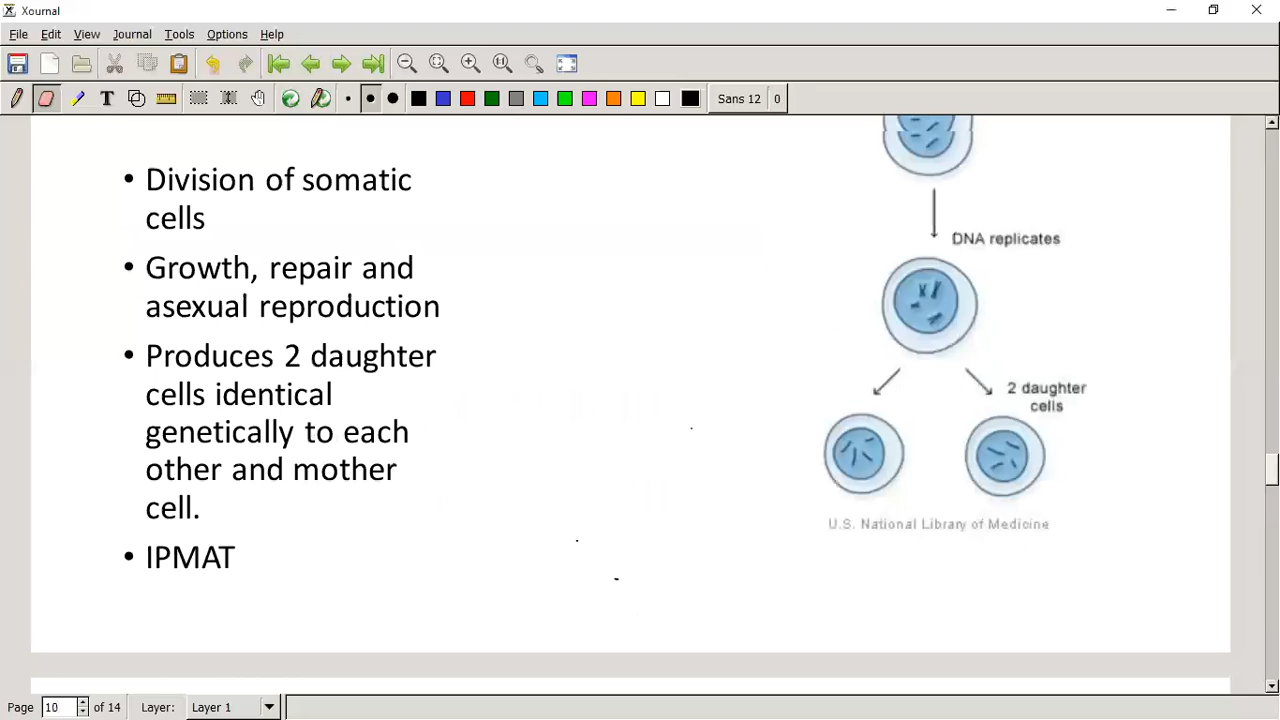 Xournal
File Edit View Journal Tools Options Help
Sans 12 0
• Division of somatic
cells
• Growth, repair and
asexual reproduction
• Produces 2 daughter
cells identical
genetically to each
other and mother
cell.
• IPMAT
DNA replicates
2 daughter
cells
U.S. National Library of Medicine
Page 10 of 14 Layer: Layer 1